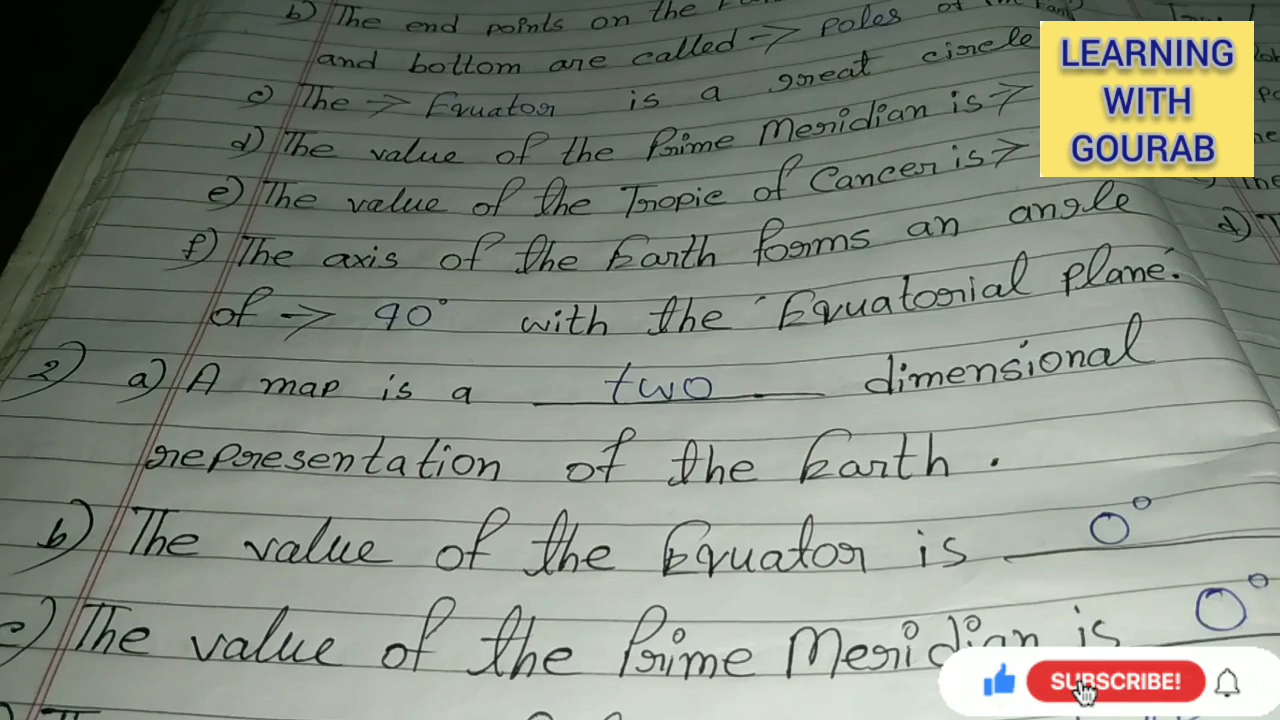 b) The end points on the
and bottom are called → poles of
c) The → Equator is a great circle
d) The value of the Prime Meridian is →
e) The value of the Tropic of Cancer is →
f) The axis of the Earth forms an angle
of → 90° with the Equatorial plane.
2) a) A map is a two dimensional
representation of the Earth.
b) The value of the Equator is 0°
c) The value of the Prime Meridian is 0°
LEARNING
WITH
GOURAB
d)
SUBSCRIBE!